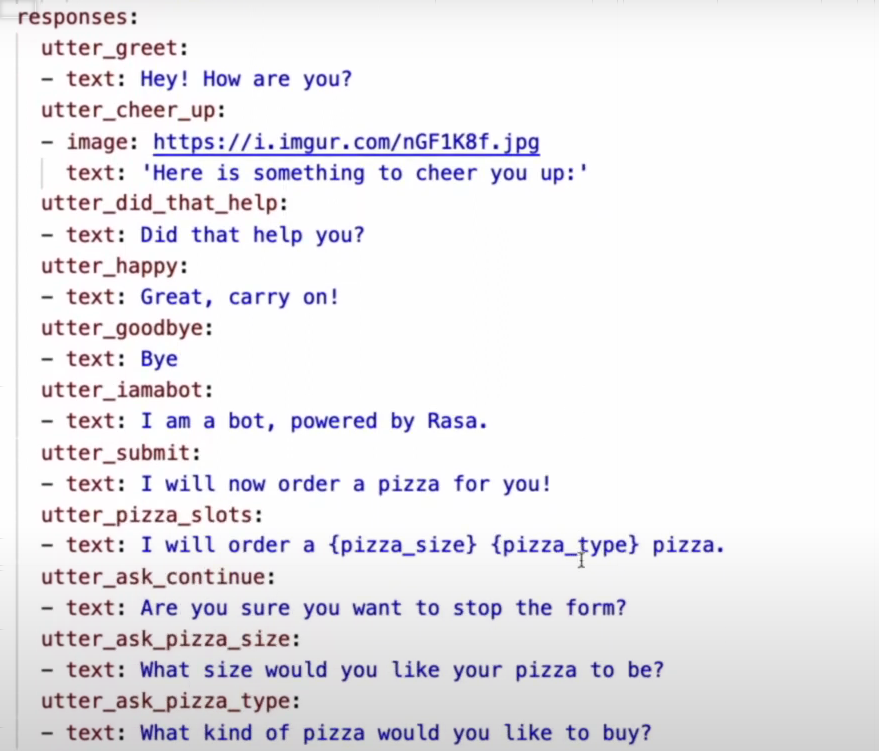 responses:
utter_greet:
- text: Hey! How are you?
utter_cheer_up:
- image: https://i.imgur.com/nGF1K8f.jpg
text: 'Here is something to cheer you up:'
utter_did_that_help:
- text: Did that help you?
utter_happy:
- text: Great, carry on!
utter_goodbye:
- text: Bye
utter_iamabot:
- text: I am a bot, powered by Rasa.
utter_submit:
- text: I will now order a pizza for you!
utter_pizza_slots:
- text: I will order a {pizza_size} {pizza_type} pizza.
utter_ask_continue:
- text: Are you sure you want to stop the form?
utter_ask_pizza_size:
- text: What size would you like your pizza to be?
utter_ask_pizza_type:
- text: What kind of pizza would you like to buy?